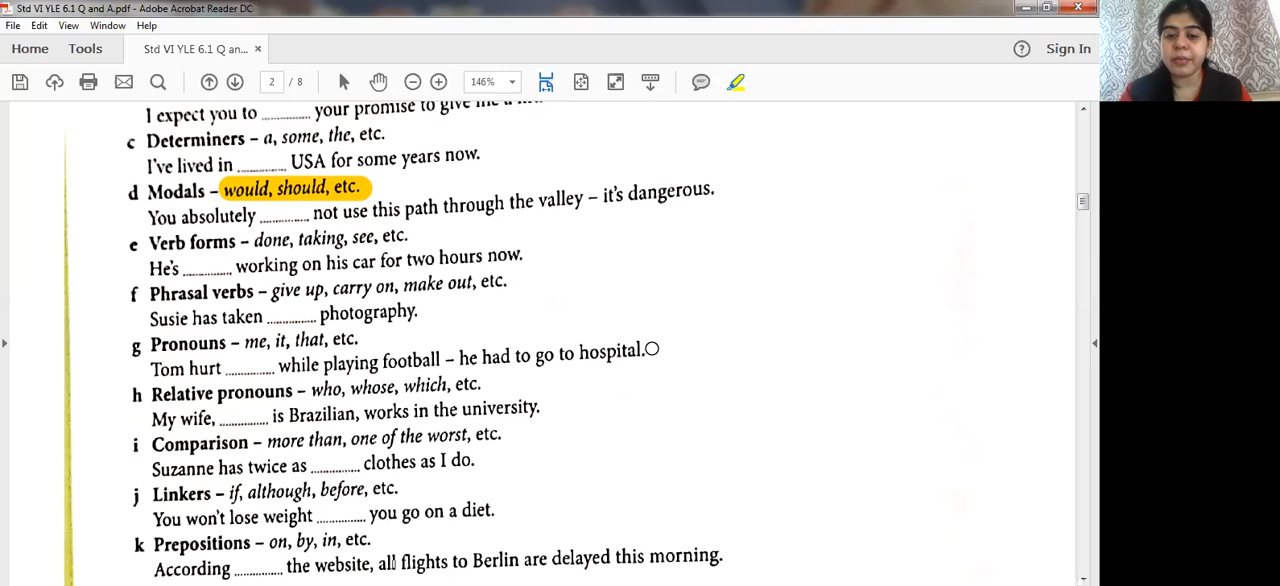 Std VI YLE 6.1 Q and A.pdf - Adobe Acrobat Reader DC
File Edit View Window Help
Home Tools Std VI YLE 6.1 Q an... × ? Sign In
2 / 8 146%
I expect you to ............ your promise to give me a
c Determiners – a, some, the, etc.
I've lived in ............ USA for some years now.
d Modals – would, should, etc.
You absolutely ............ not use this path through the valley – it's dangerous.
e Verb forms – done, taking, see, etc.
He's ............ working on his car for two hours now.
f Phrasal verbs – give up, carry on, make out, etc.
Susie has taken ............ photography.
g Pronouns – me, it, that, etc.
Tom hurt ............ while playing football – he had to go to hospital.
h Relative pronouns – who, whose, which, etc.
My wife, ............ is Brazilian, works in the university.
i Comparison – more than, one of the worst, etc.
Suzanne has twice as ............ clothes as I do.
j Linkers – if, although, before, etc.
You won't lose weight ............ you go on a diet.
k Prepositions – on, by, in, etc.
According ............ the website, all flights to Berlin are delayed this morning.